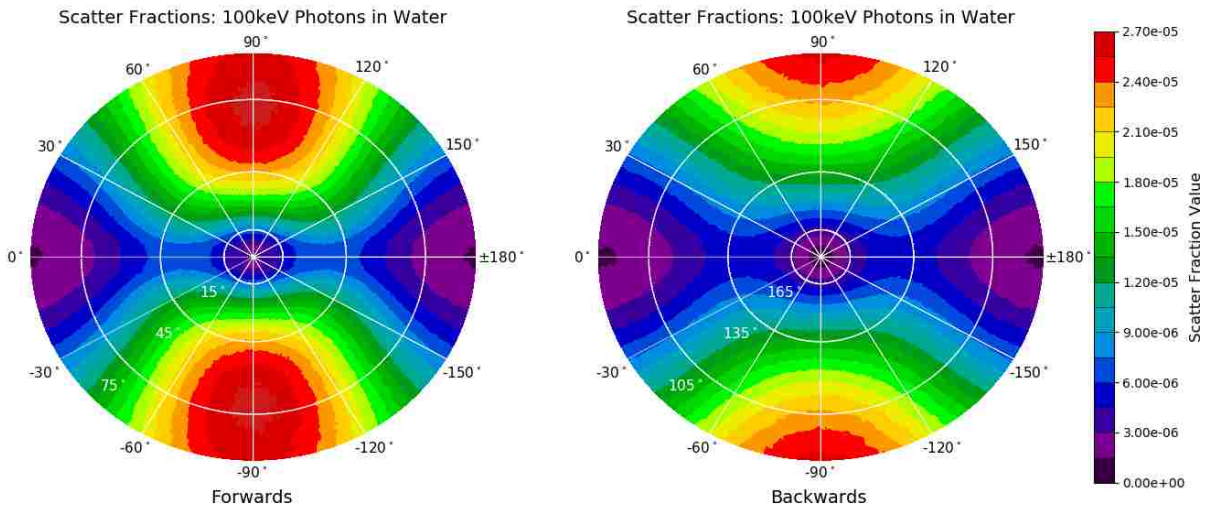 Scatter Fractions: 100keV Photons in Water
90°
60°
120°
30°
150°
0°
±180°
15°
45°
75°
-30°
-150°
-60°
-120°
-90°
Forwards
Scatter Fractions: 100keV Photons in Water
90°
60°
120°
30°
150°
0°
±180°
165°
135°
105°
-30°
-150°
-60°
-120°
-90°
Backwards
2.70e-05
2.40e-05
2.10e-05
1.80e-05
1.50e-05
1.20e-05
9.00e-06
6.00e-06
3.00e-06
0.00e+00
Scatter Fraction Value